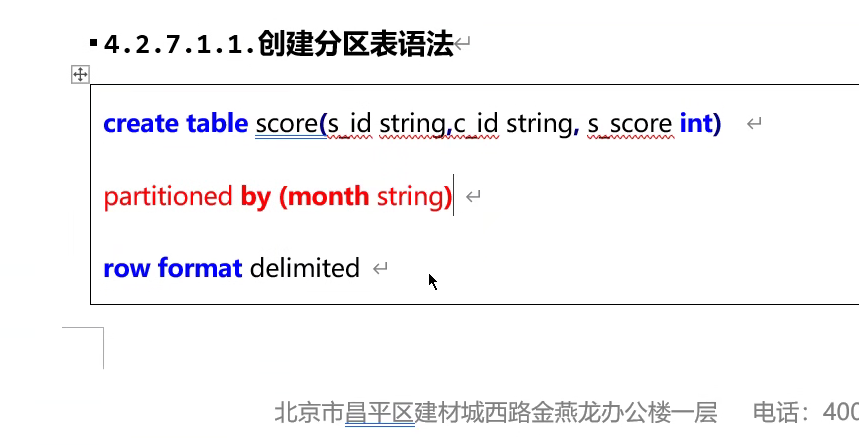 4.2.7.1.1.创建分区表语法
create table score(s_id string,c_id string, s_score int)
partitioned by (month string)
row format delimited
北京市昌平区建材城西路金燕龙办公楼一层 电话：400